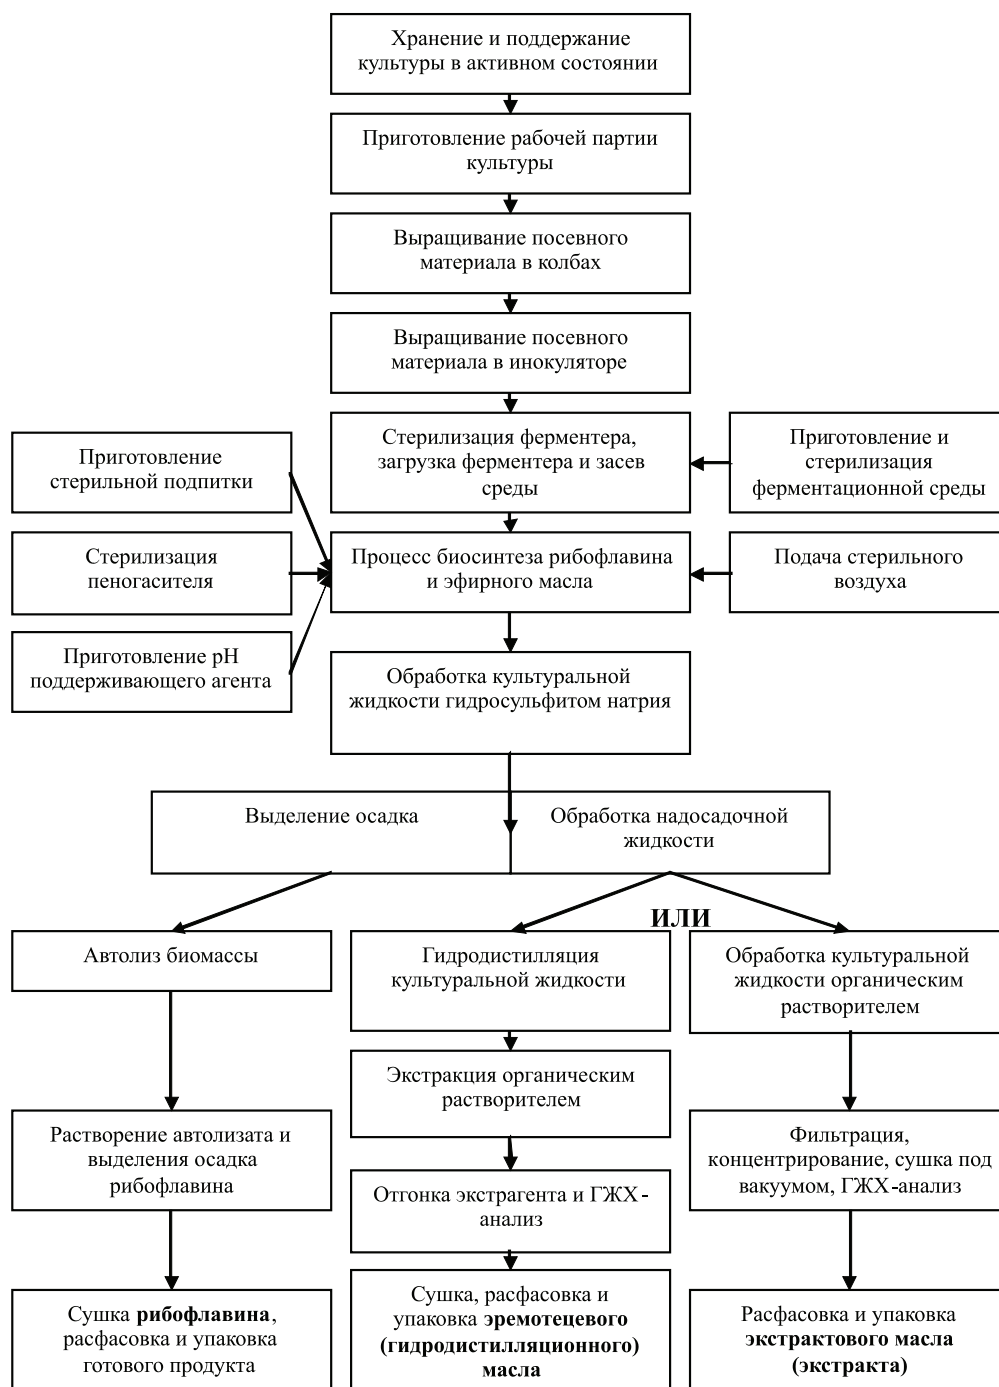 Хранение и поддержание
культуры в активном состоянии
Приготовление рабочей партии
культуры
Выращивание посевного
материала в колбах
Выращивание посевного
материала в инокуляторе
Стерилизация ферментера,
загрузка ферментера и засев
среды
Приготовление и
стерилизация
ферментационной среды
Приготовление
стерильной подпитки
Стерилизация
пеногасителя
Процесс биосинтеза рибофлавина
и эфирного масла
Подача стерильного
воздуха
Приготовление pH
поддерживающего агента
Обработка культуральной
жидкости гидросульфитом натрия
Выделение осадка
Обработка надосадочной
жидкости
ИЛИ
Автолиз биомассы
Гидродистилляция
культуральной жидкости
Обработка культуральной
жидкости органическим
растворителем
Экстракция органическим
растворителем
Растворение автолизата и
выделения осадка
рибофлавина
Отгонка экстрагента и ГЖХ-
анализ
Фильтрация,
концентрирование, сушка под
вакуумом, ГЖХ-анализ
Сушка рибофлавина,
расфасовка и упаковка
готового продукта
Сушка, расфасовка и
упаковка эремотецевого
(гидродистилляционного)
масла
Расфасовка и упаковка
экстрактового масла
(экстракта)